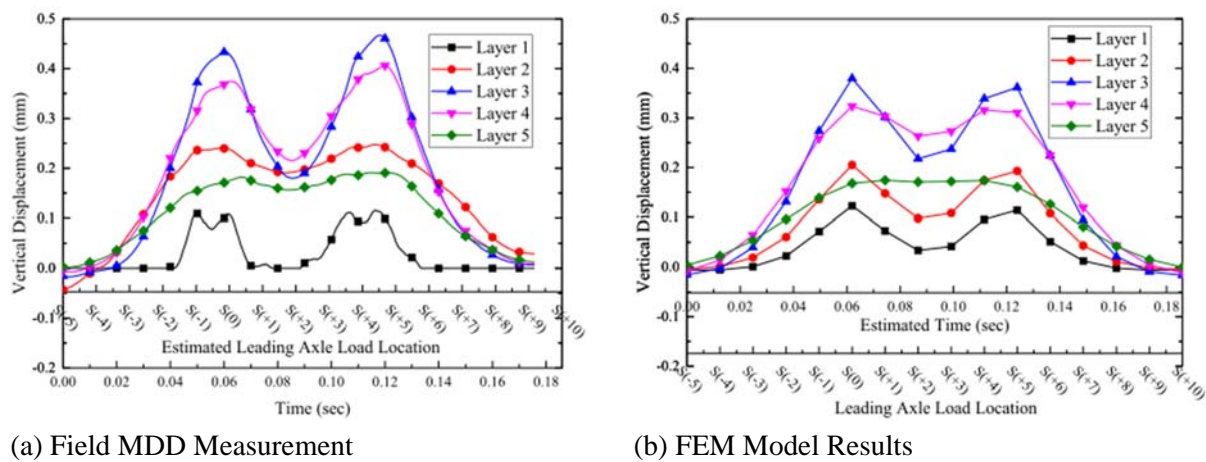 0.5
0.4
0.3
0.2
0.1
0.0
-0.1
-0.2
Vertical Displacement (mm)
Layer 1
Layer 2
Layer 3
Layer 4
Layer 5
S(-5) S(-4) S(-3) S(-2) S(-1) S(0) S(+1) S(+2) S(+3) S(+4) S(+5) S(+6) S(+7) S(+8) S(+9) S(+10)
Estimated Leading Axle Load Location
0.00 0.02 0.04 0.06 0.08 0.10 0.12 0.14 0.16 0.18
Time (sec)
(a) Field MDD Measurement
0.5
0.4
0.3
0.2
0.1
0.0
-0.1
-0.2
Vertical Displacement (mm)
Layer 1
Layer 2
Layer 3
Layer 4
Layer 5
0.00 0.02 0.04 0.06 0.08 0.10 0.12 0.14 0.16 0.18
Estimated Time (sec)
S(-5) S(-4) S(-3) S(-2) S(-1) S(0) S(+1) S(+2) S(+3) S(+4) S(+5) S(+6) S(+7) S(+8) S(+9) S(+10)
Leading Axle Load Location
(b) FEM Model Results